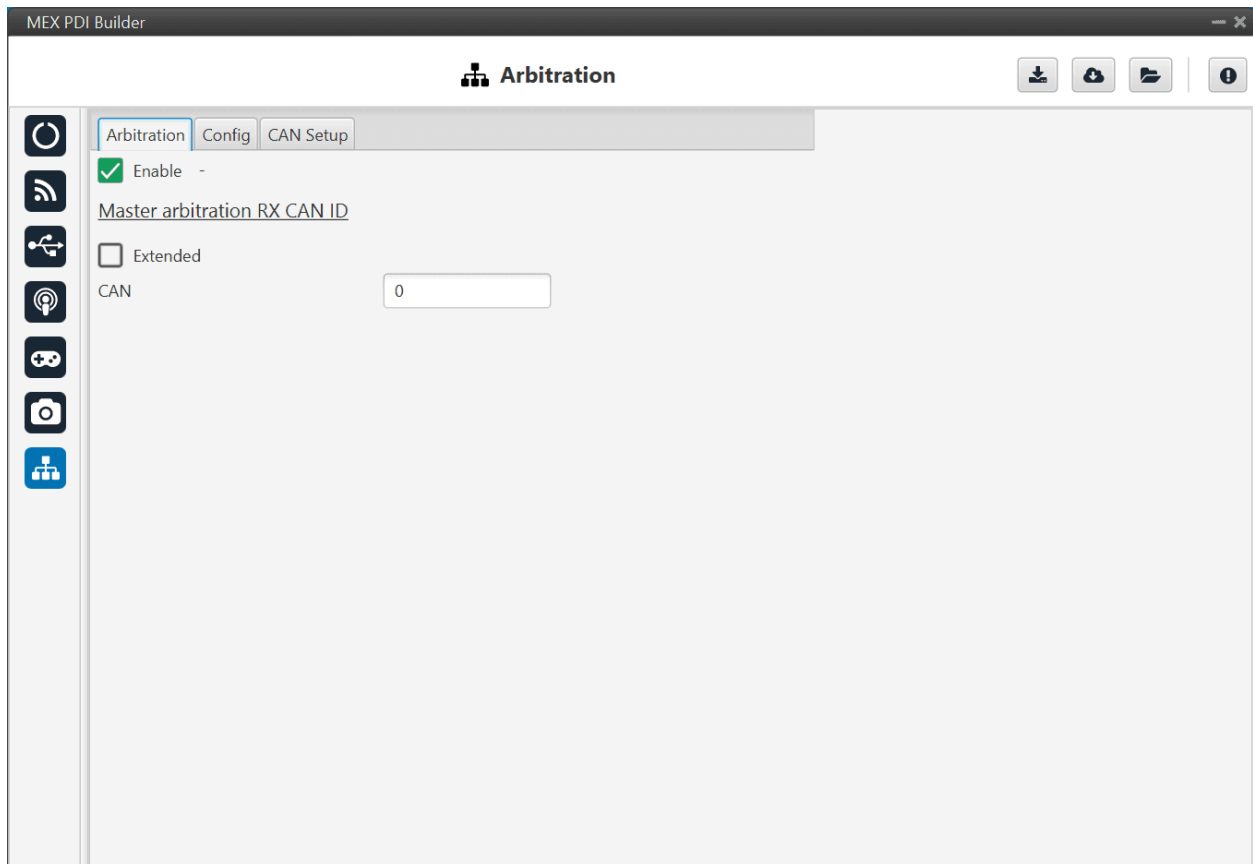 MEX PDI Builder
Arbitration
Arbitration Config CAN Setup
Enable -
Master arbitration RX CAN ID
Extended
CAN 0